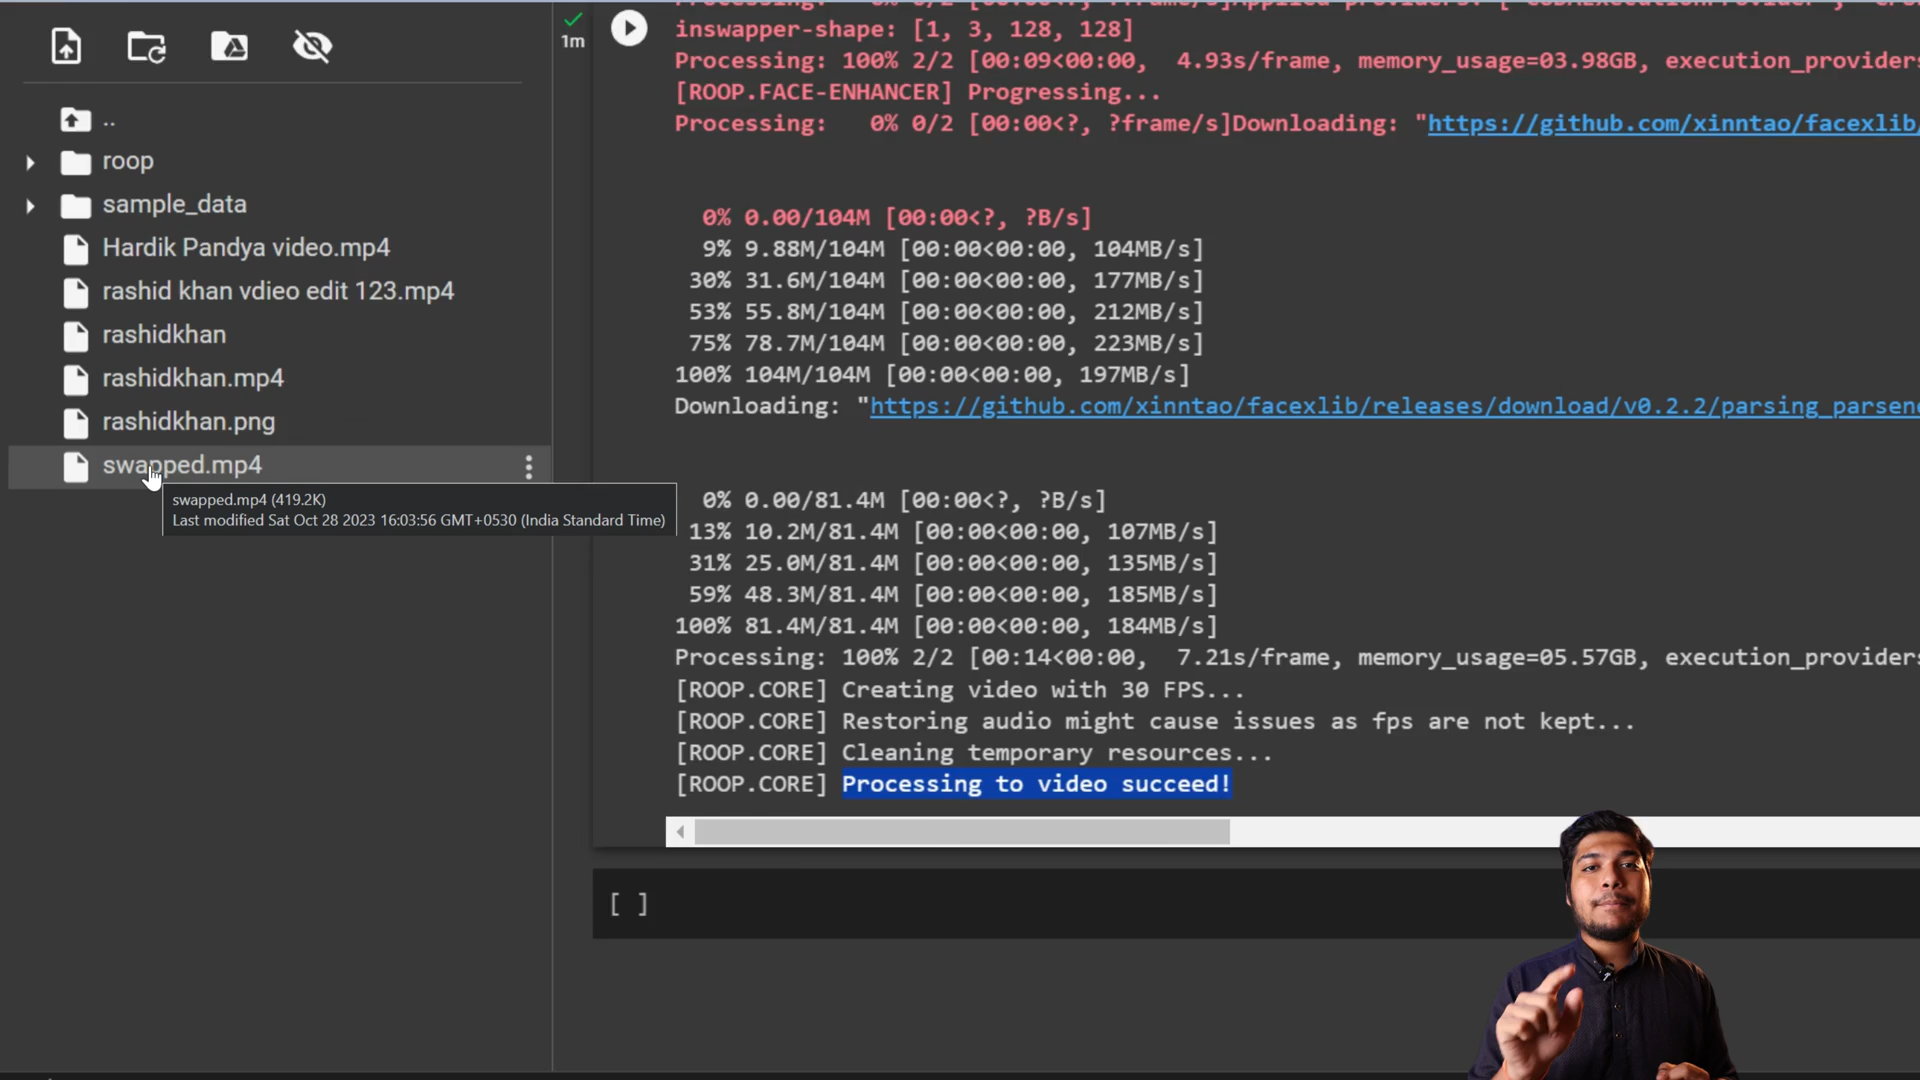 ..
roop
sample_data
Hardik Pandya video.mp4
rashid khan vdieo edit 123.mp4
rashidkhan
rashidkhan.mp4
rashidkhan.png
swapped.mp4
swapped.mp4 (419.2K)
Last modified Sat Oct 28 2023 16:03:56 GMT+0530 (India Standard Time)
1m
inswapper-shape: [1, 3, 128, 128]
Processing: 100% 2/2 [00:09<00:00, 4.93s/frame, memory_usage=03.98GB, execution_providers
[ROOP.FACE-ENHANCER] Progressing...
Processing: 0% 0/2 [00:00<?, ?frame/s]Downloading: "https://github.com/xinntao/facexlib/
0% 0.00/104M [00:00<?, ?B/s]
9% 9.88M/104M [00:00<00:00, 104MB/s]
30% 31.6M/104M [00:00<00:00, 177MB/s]
53% 55.8M/104M [00:00<00:00, 212MB/s]
75% 78.7M/104M [00:00<00:00, 223MB/s]
100% 104M/104M [00:00<00:00, 197MB/s]
Downloading: "https://github.com/xinntao/facexlib/releases/download/v0.2.2/parsing_parsene
0% 0.00/81.4M [00:00<?, ?B/s]
13% 10.2M/81.4M [00:00<00:00, 107MB/s]
31% 25.0M/81.4M [00:00<00:00, 135MB/s]
59% 48.3M/81.4M [00:00<00:00, 185MB/s]
100% 81.4M/81.4M [00:00<00:00, 184MB/s]
Processing: 100% 2/2 [00:14<00:00, 7.21s/frame, memory_usage=05.57GB, execution_providers
[ROOP.CORE] Creating video with 30 FPS...
[ROOP.CORE] Restoring audio might cause issues as fps are not kept...
[ROOP.CORE] Cleaning temporary resources...
[ROOP.CORE] Processing to video succeed!
[ ]